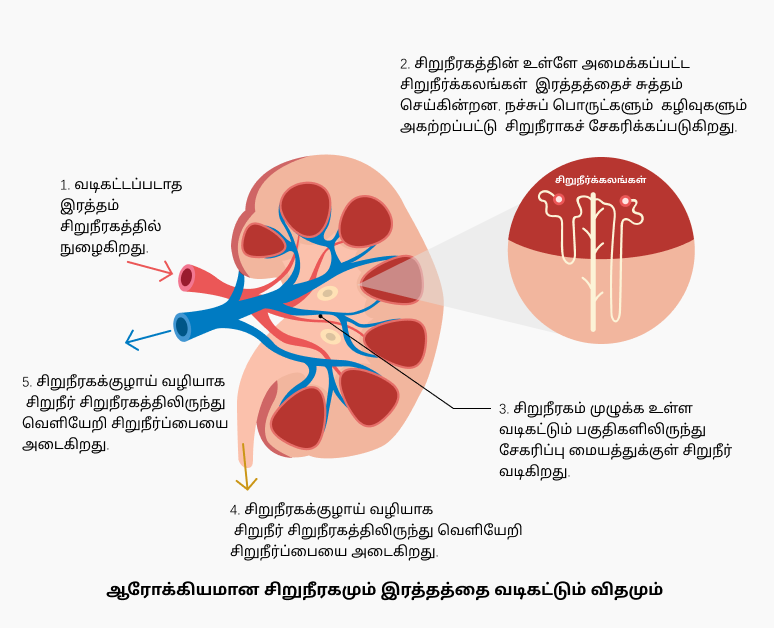 2. சிறுநீரகத்தின் உள்ளே அமைக்கப்பட்ட
சிறுநீர்க்கலங்கள் இரத்தத்தைச் சுத்தம்
செய்கின்றன. நச்சுப் பொருட்களும் கழிவுகளும்
அகற்றப்பட்டு சிறுநீராகச் சேகரிக்கப்படுகிறது.
1. வடிகட்டப்படாத
இரத்தம்
சிறுநீரகத்தில்
நுழைகிறது.
சிறுநீர்க்கலங்கள்
5. சிறுநீரகக்குழாய் வழியாக
சிறுநீர் சிறுநீரகத்திலிருந்து
வெளியேறி சிறுநீர்ப்பையை
அடைகிறது.
3. சிறுநீரகம் முழுக்க உள்ள
வடிகட்டும் பகுதிகளிலிருந்து
சேகரிப்பு மையத்துக்குள் சிறுநீர்
வடிகிறது.
4. சிறுநீரகக்குழாய் வழியாக
சிறுநீர் சிறுநீரகத்திலிருந்து வெளியேறி
சிறுநீர்ப்பையை அடைகிறது.
ஆரோக்கியமான சிறுநீரகமும் இரத்தத்தை வடிகட்டும் விதமும்